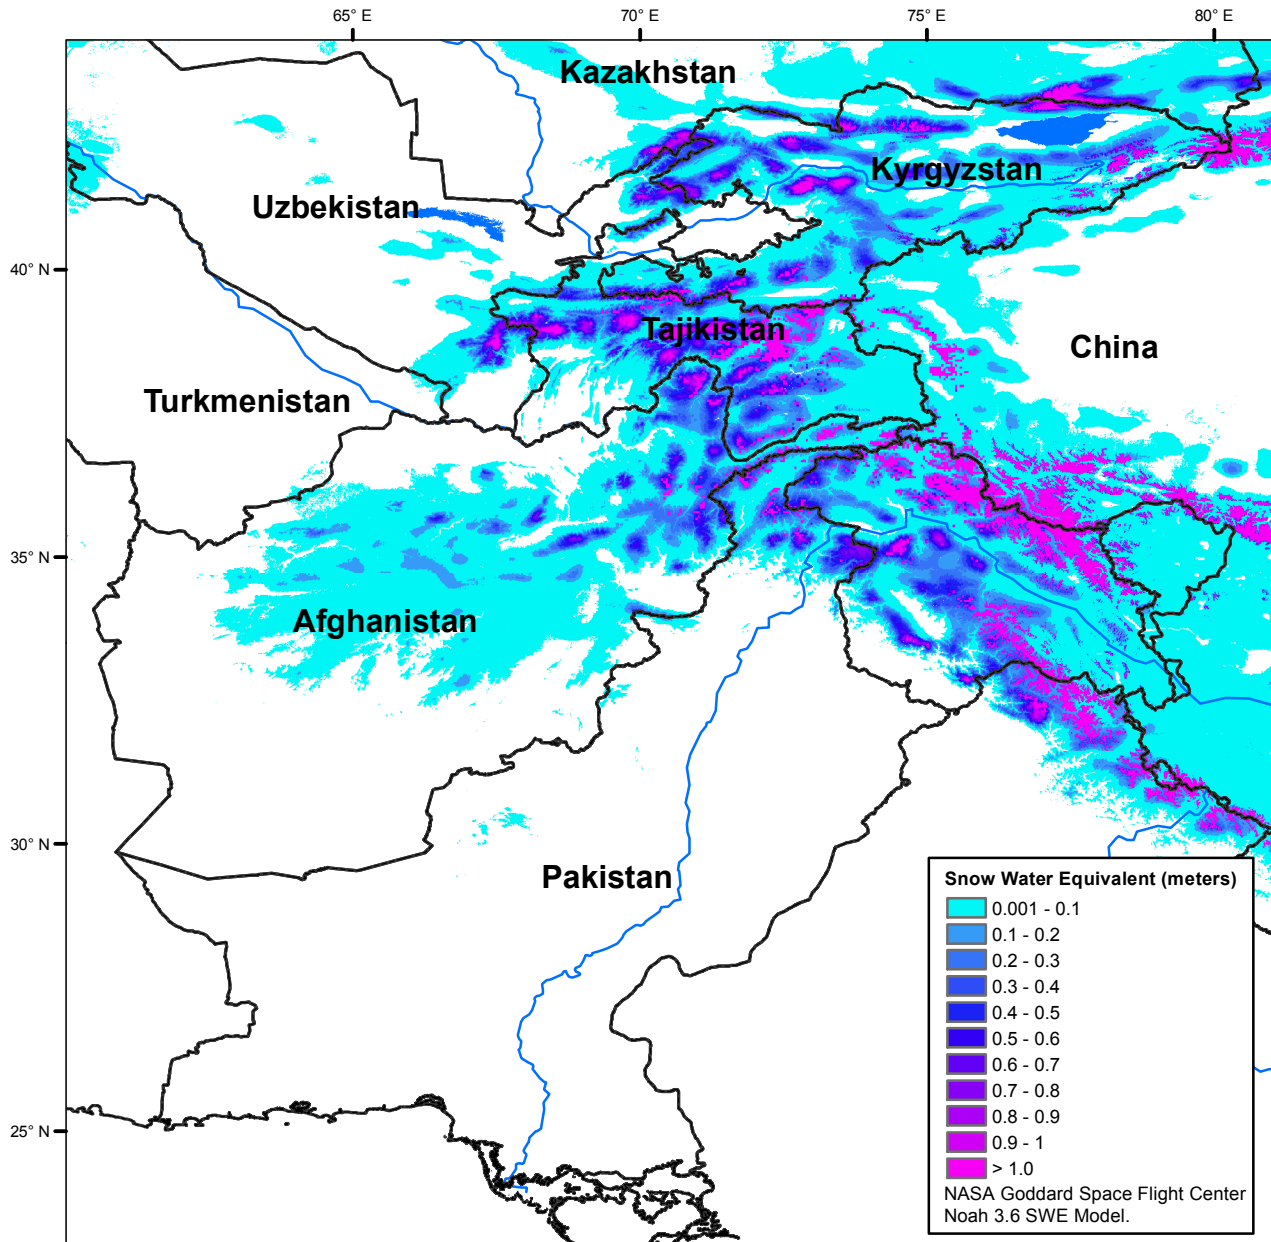 65° E
70° E
75° E
80° E
Kazakhstan
Kyrgyzstan
Uzbekistan
40° N
Tajikistan
China
Turkmenistan
35° N
Afghanistan
30° N
Pakistan
25° N
Snow Water Equivalent (meters)
0.001 - 0.1
0.1 - 0.2
0.2 - 0.3
0.3 - 0.4
0.4 - 0.5
0.5 - 0.6
0.6 - 0.7
0.7 - 0.8
0.8 - 0.9
0.9 - 1
> 1.0
NASA Goddard Space Flight Center
Noah 3.6 SWE Model.